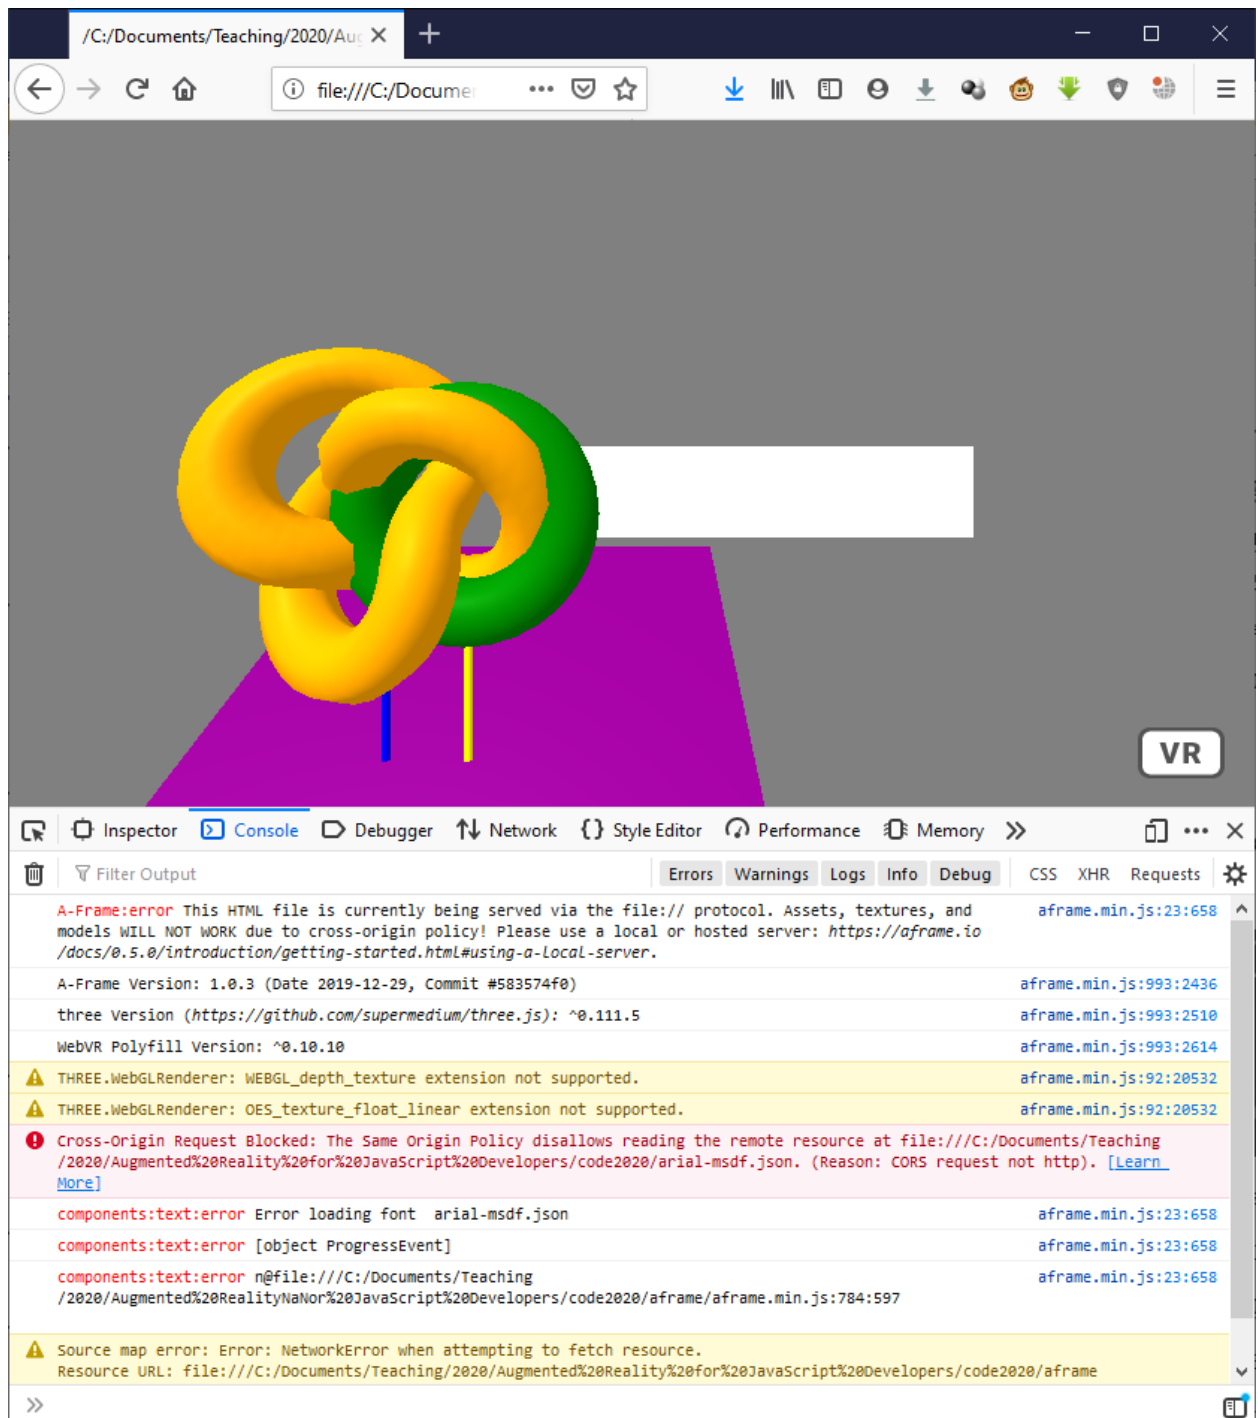 /C:/Documents/Teaching/2020/Au
file:///C:/Documen
VR
Inspector Console Debugger Network Style Editor Performance Memory
Filter Output Errors Warnings Logs Info Debug CSS XHR Requests
A-Frame:error This HTML file is currently being served via the file:// protocol. Assets, textures, and aframe.min.js:23:658
models WILL NOT WORK due to cross-origin policy! Please use a local or hosted server: https://aframe.io
/docs/0.5.0/introduction/getting-started.html#using-a-local-server.
A-Frame Version: 1.0.3 (Date 2019-12-29, Commit #583574f0) aframe.min.js:993:2436
three Version (https://github.com/supermedium/three.js): ^0.111.5 aframe.min.js:993:2510
WebVR Polyfill Version: ^0.10.10 aframe.min.js:993:2614
THREE.WebGLRenderer: WEBGL_depth_texture extension not supported. aframe.min.js:92:20532
THREE.WebGLRenderer: OES_texture_float_linear extension not supported. aframe.min.js:92:20532
Cross-Origin Request Blocked: The Same Origin Policy disallows reading the remote resource at file:///C:/Documents/Teaching
/2020/Augmented%20Reality%20for%20JavaScript%20Developers/code2020/arial-msdf.json. (Reason: CORS request not http). [Learn
More]
components:text:error Error loading font  arial-msdf.json aframe.min.js:23:658
components:text:error [object ProgressEvent] aframe.min.js:23:658
components:text:error n@file:///C:/Documents/Teaching aframe.min.js:23:658
/2020/Augmented%20RealityNaNor%20JavaScript%20Developers/code2020/aframe/aframe.min.js:784:597
Source map error: Error: NetworkError when attempting to fetch resource.
Resource URL: file:///C:/Documents/Teaching/2020/Augmented%20Reality%20for%20JavaScript%20Developers/code2020/aframe